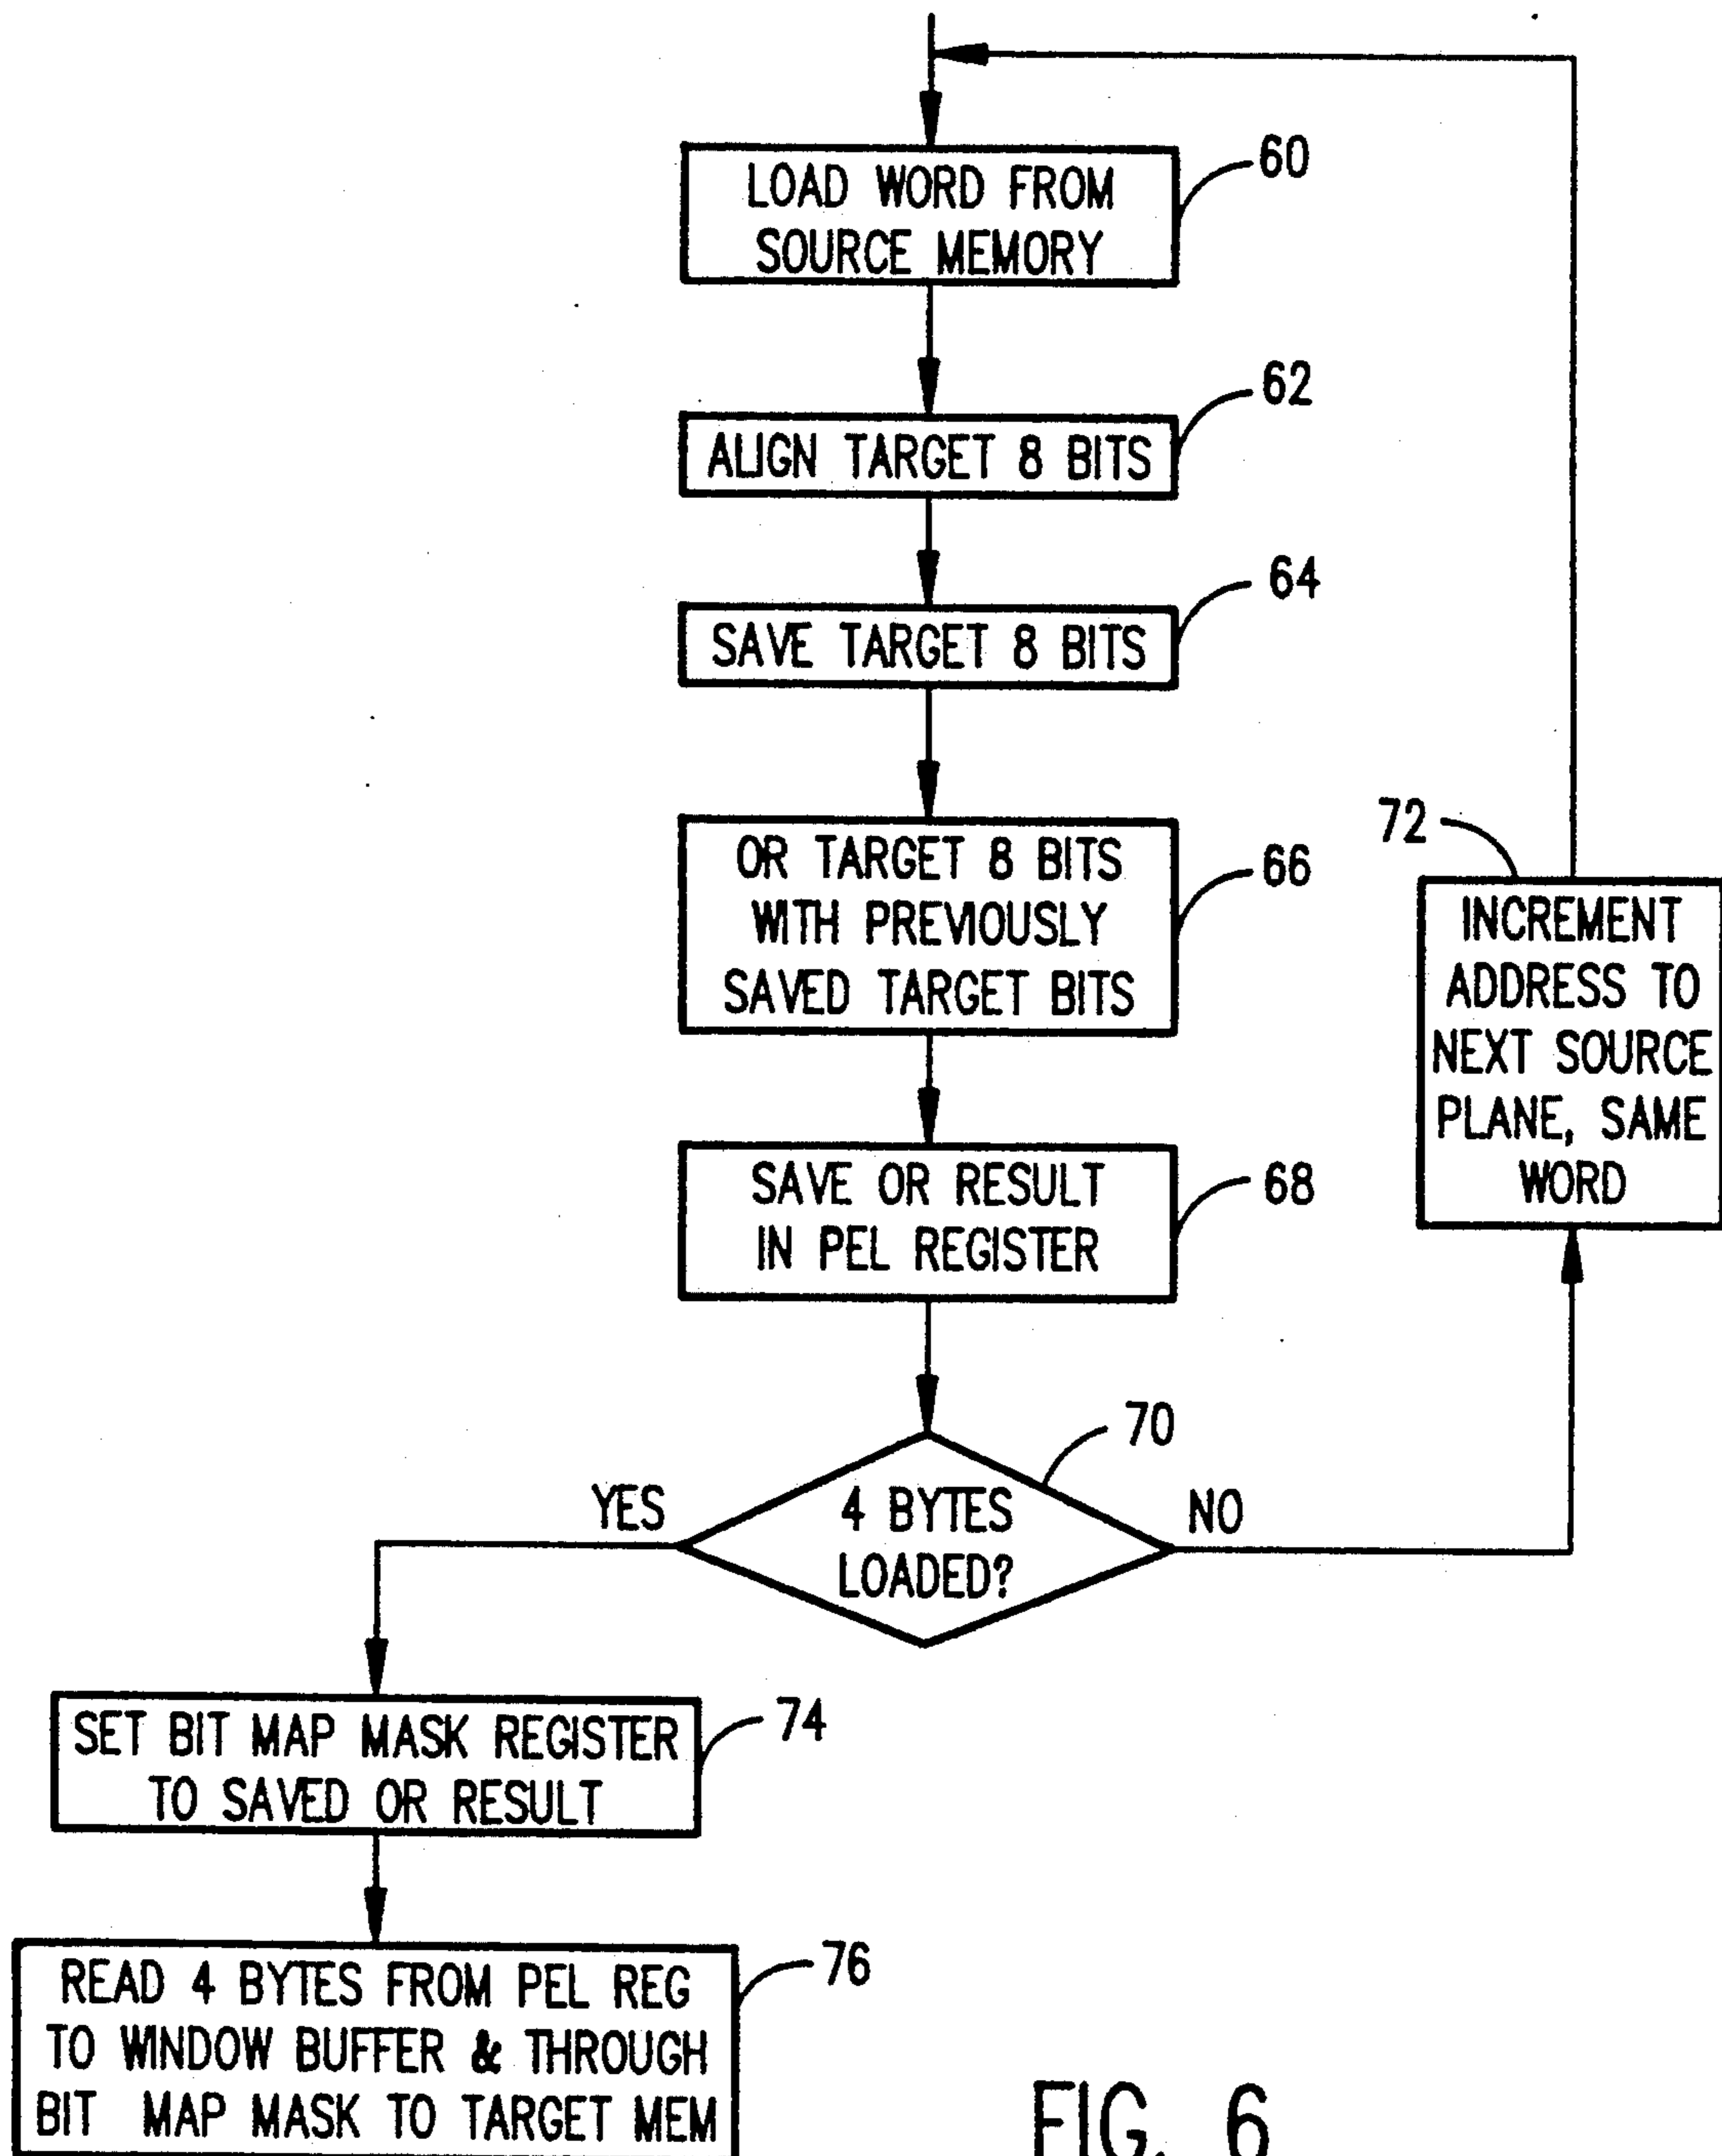 LOAD WORD FROM
SOURCE MEMORY
60
ALIGN TARGET 8 BITS
62
SAVE TARGET 8 BITS
64
OR TARGET 8 BITS
WITH PREVIOUSLY
SAVED TARGET BITS
66
72
INCREMENT
ADDRESS TO
NEXT SOURCE
PLANE, SAME
WORD
SAVE OR RESULT
IN PEL REGISTER
68
70
YES
4 BYTES
LOADED?
NO
SET BIT MAP MASK REGISTER
TO SAVED OR RESULT
74
READ 4 BYTES FROM PEL REG
TO WINDOW BUFFER & THROUGH
BIT MAP MASK TO TARGET MEM
76
FIG. 6